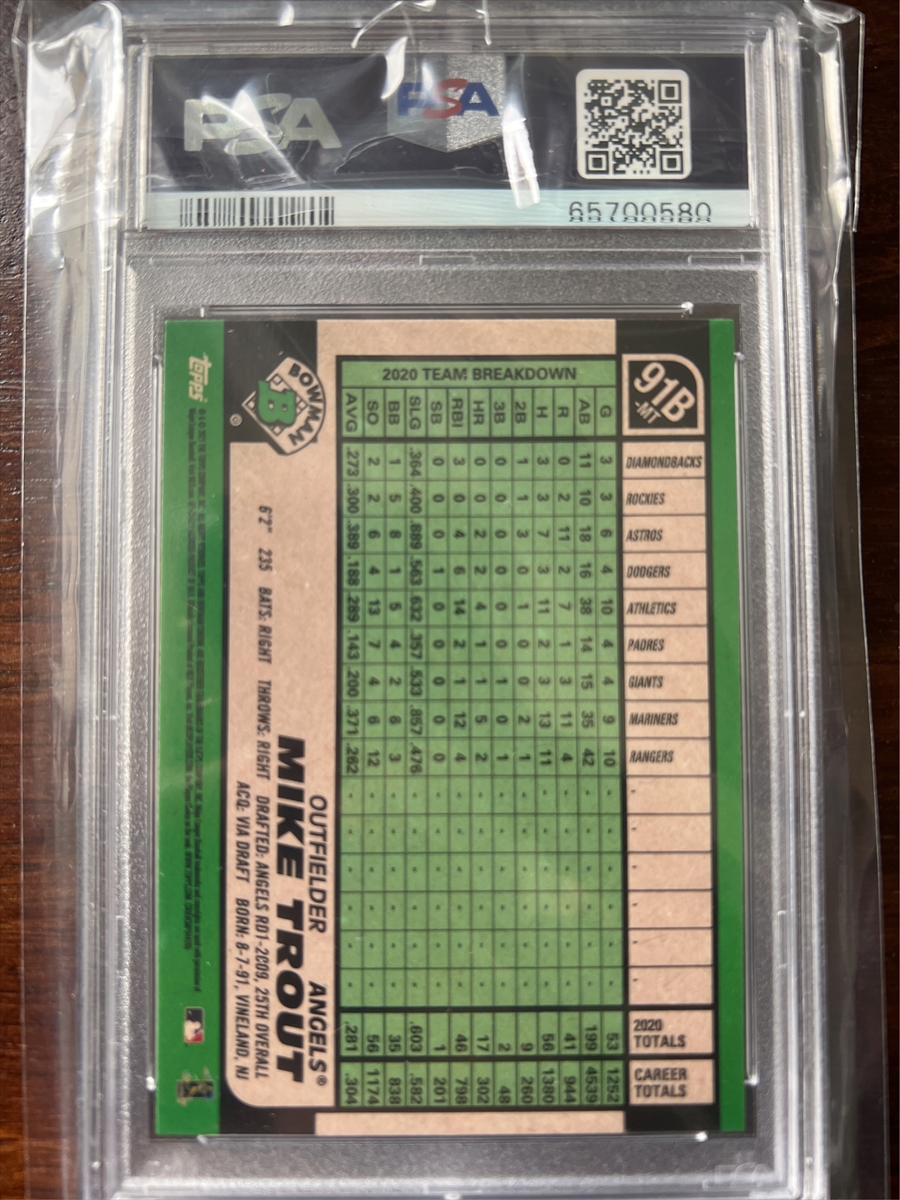 PSA
PSA
65700580
91B
-MT
2020 TEAM BREAKDOWN
G AB R H 2B 3B HR RBI SB SLG BB SO AVG
DIAMONDBACKS 3 11 0 3 1 0 0 3 0 .364 1 2 .273
ROCKIES 3 10 2 3 1 0 0 0 0 .400 5 2 .300
ASTROS 6 18 11 7 3 0 2 4 0 .889 8 6 .389
DODGERS 4 16 2 3 0 0 2 6 1 .563 1 4 .188
ATHLETICS 10 38 7 11 1 0 4 14 0 .632 5 13 .289
PADRES 4 14 1 2 0 0 1 2 0 .357 4 7 .143
GIANTS 4 15 3 3 0 1 1 1 0 .533 2 4 .200
MARINERS 9 35 11 13 2 0 5 12 0 .857 6 6 .371
RANGERS 10 42 4 11 1 1 2 4 0 .476 3 12 .262
2020 TOTALS 53 199 41 56 9 2 17 46 1 .603 35 56 .281
CAREER TOTALS 1252 4539 944 1380 260 48 302 798 201 .582 838 1174 .304
BOWMAN
B
®
OUTFIELDER ANGELS®
MIKE TROUT
6'2" 235 BATS: RIGHT THROWS: RIGHT DRAFTED: ANGELS RD1-2009, 25TH OVERALL
ACQ: VIA DRAFT BORN: 8-7-91, VINELAND, NJ
topps